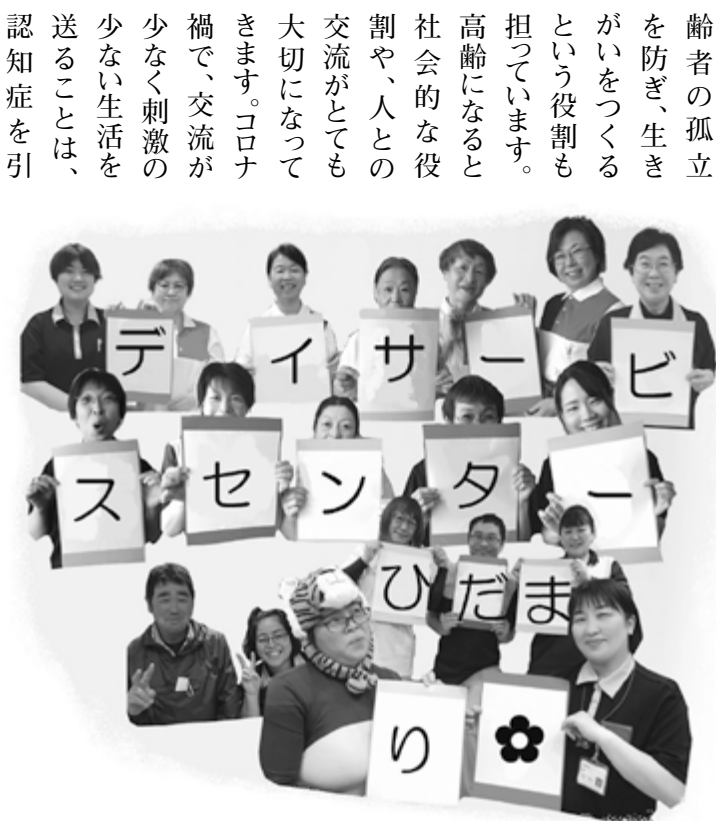 齢者の孤立
を防ぎ、生き
がいをつくる
という役割も
担っています。
高齢になると
社会的な役
割や、人との
交流がとても
大切になって
きます。コロナ
禍で、交流が
少なく刺激の
少ない生活を
送ることは、
認知症を引
デイサービ
スセンター
ひだま
り